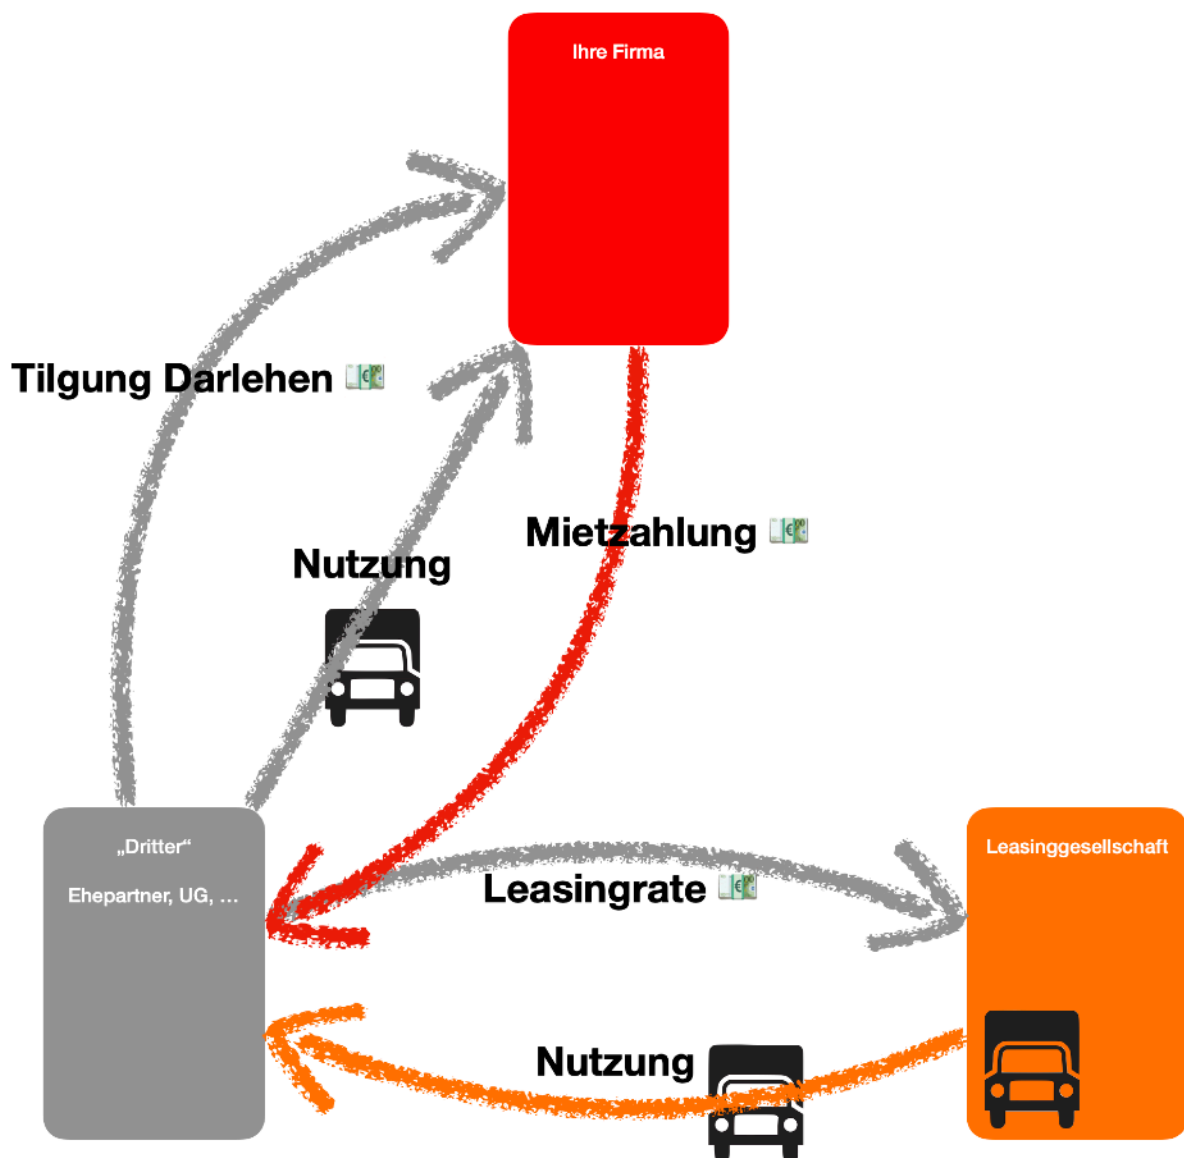 Ihre Firma
Tilgung Darlehen
Mietzahlung
Nutzung
„Dritter“
Ehepartner, UG, ...
Leasingrate
Leasinggesellschaft
Nutzung